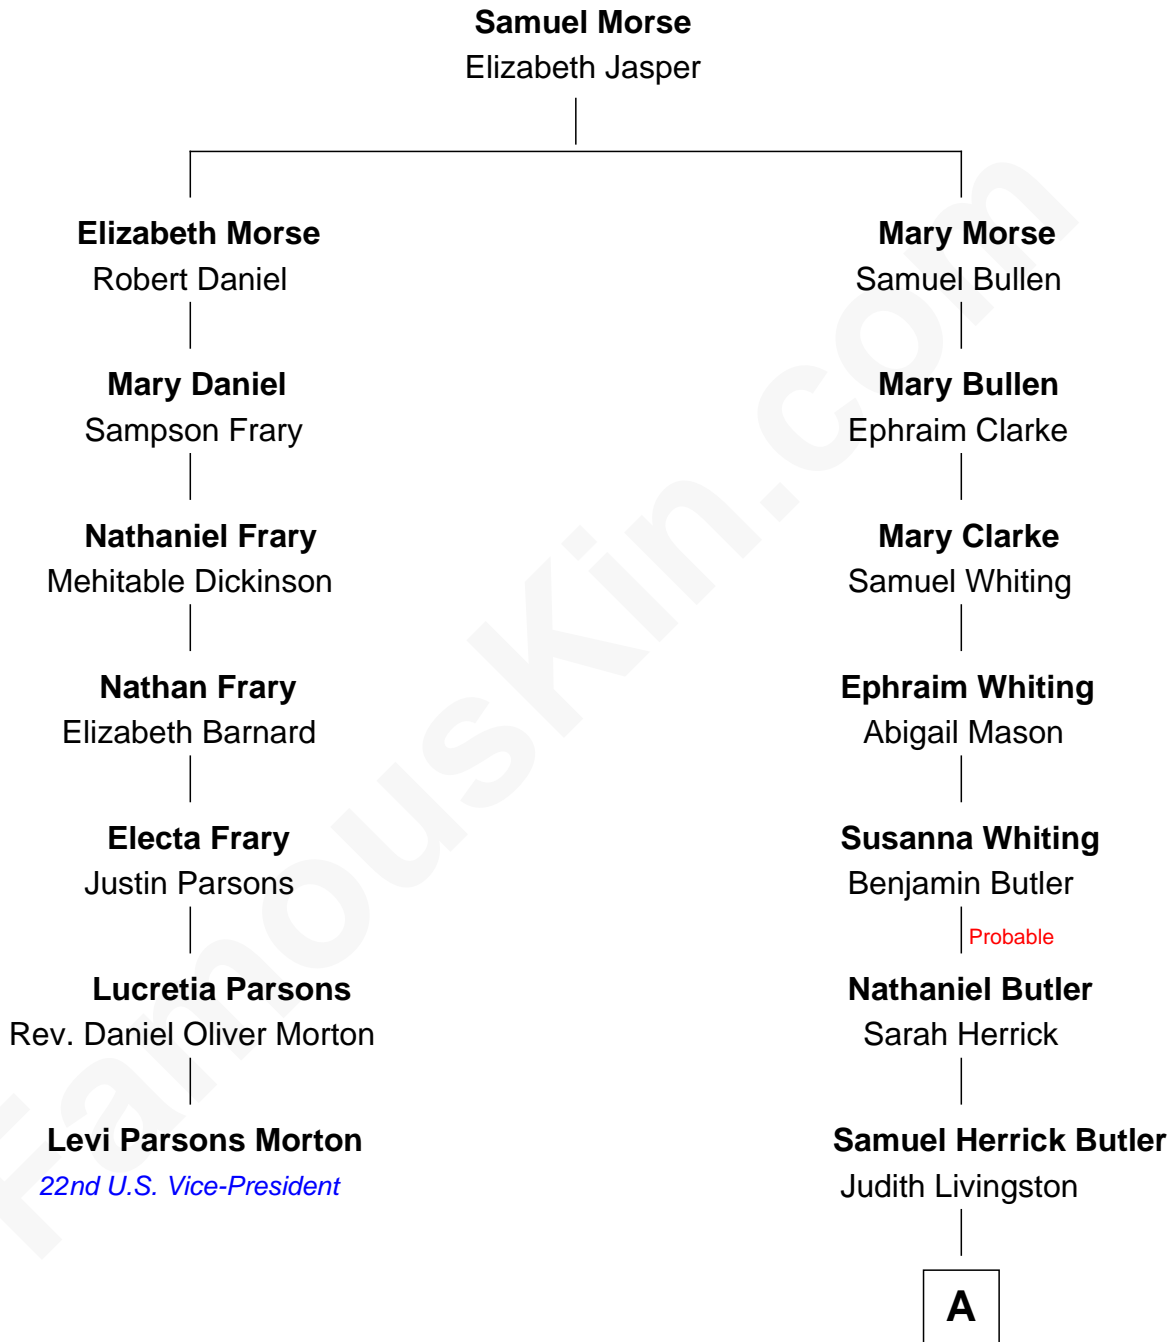 Samuel Morse
Elizabeth Jasper
Elizabeth Morse
Robert Daniel
Mary Daniel
Sampson Frary
Nathaniel Frary
Mehitable Dickinson
Nathan Frary
Elizabeth Barnard
Electa Frary
Justin Parsons
Lucretia Parsons
Rev. Daniel Oliver Morton
Levi Parsons Morton
22nd U.S. Vice-President
Mary Morse
Samuel Bullen
Mary Bullen
Ephraim Clarke
Mary Clarke
Samuel Whiting
Ephraim Whiting
Abigail Mason
Susanna Whiting
Benjamin Butler
Probable
Nathaniel Butler
Sarah Herrick
Samuel Herrick Butler
Judith Livingston
A
FamousKin.com